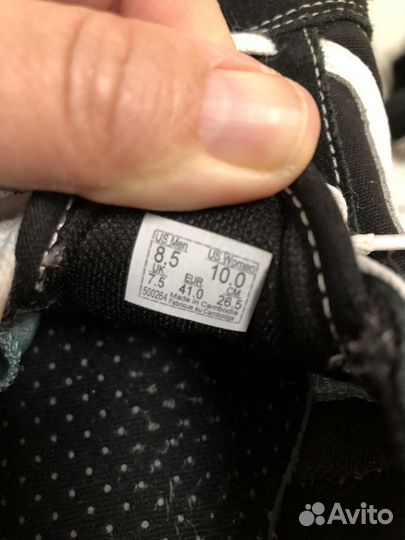 US Men US Women
8.5 10.0
UK EUR CM
7.5 41.0 26.5
500264 Made in Cambodia
Fabriqué au Cambodge
Avito